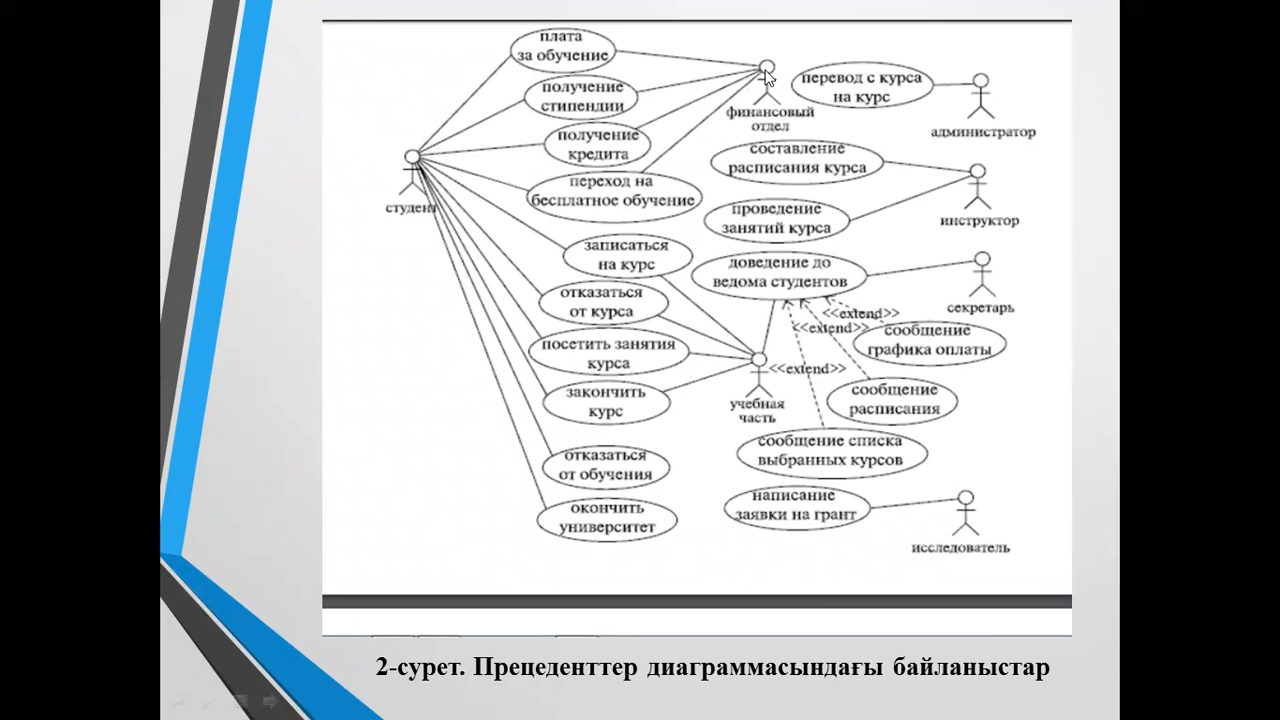 плата
за обучение
получение
стипендии
получение
кредита
переход на
бесплатное обучение
студент
записаться
на курс
отказаться
от курса
посетить занятия
курса
закончить
курс
отказаться
от обучения
окончить
университет
финансовый
отдел
перевод с курса
на курс
администратор
составление
расписания курса
проведение
занятий курса
инструктор
доведение до
ведома студентов
секретарь
<<extend>>
<<extend>>
<<extend>>
сообщение
графика оплаты
учебная
часть
сообщение
расписания
сообщение списка
выбранных курсов
написание
заявки на грант
исследователь
2-сурет. Прецеденттер диаграммасындағы байланыстар